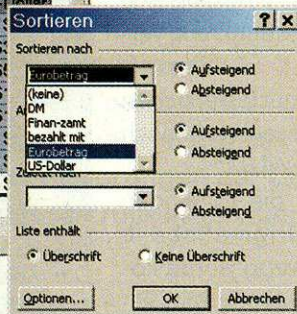 Sortieren
Sortieren nach
Eurobetrag
Aufsteigend
Absteigend
(keine)
DM
Finan-zamt
bezahlt mit
Eurobetrag
US-Dollar
Aufsteigend
Absteigend
Aufsteigend
Absteigend
Liste enthält
Überschrift
Keine Überschrift
Optionen...
OK
Abbrechen